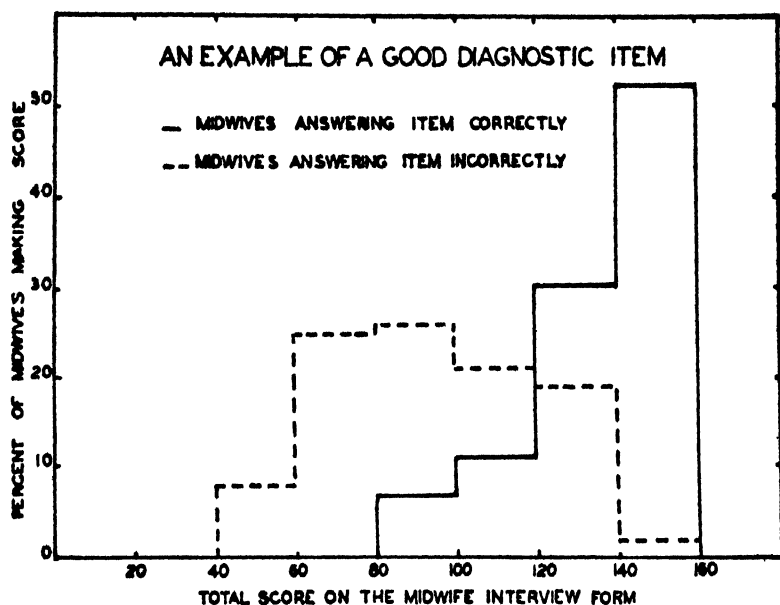 AN EXAMPLE OF A GOOD DIAGNOSTIC ITEM
MIDWIVES ANSWERING ITEM CORRECTLY
MIDWIVES ANSWERING ITEM INCORRECTLY
PERCENT OF MIDWIVES MAKING SCORE
50
40
30
20
10
0
20 40 60 80 100 120 140 160
TOTAL SCORE ON THE MIDWIFE INTERVIEW FORM